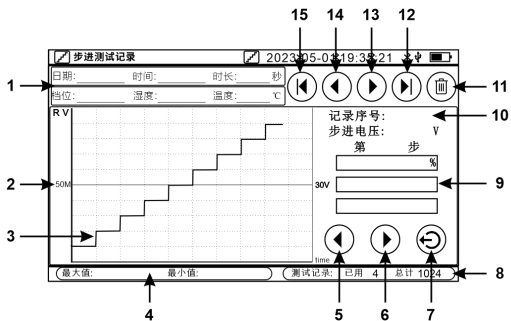 15 14 13 12
步进测试记录 2023-05-01 19:35:21
1 日期: 时间: 时长: 秒
档位: 湿度: 温度: ℃ 11
R V 记录序号: 10
步进电压: V
第 步
%
2 50M 30V 9
3
time
最大值: 最小值: 测试记录: 已用 4 总计 1024 8
4 5 6 7